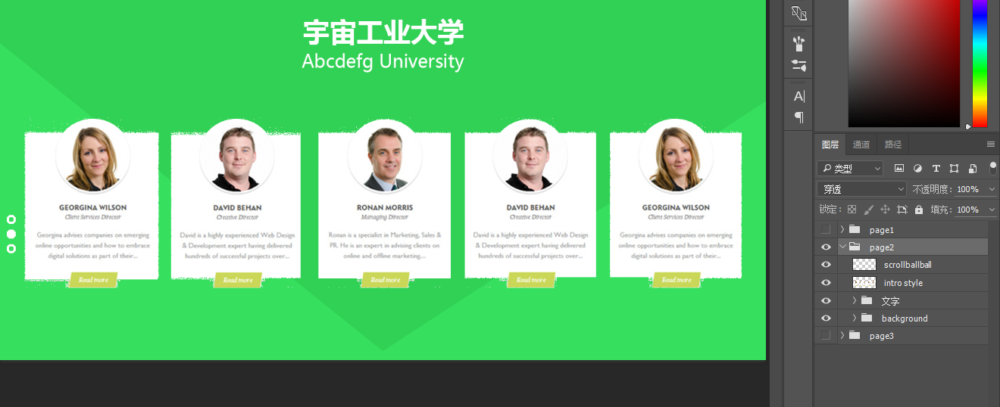 宇宙工业大学
Abcdefg University
GEORGINA WILSON
Client Services Director
Georgina advises companies on emerging
online opportunities and how to embrace
digital solutions as part of their...
Read more
DAVID BEHAN
Creative Director
David is a highly experienced Web Design
& Development expert having delivered
hundreds of successful projects over...
Read more
RONAN MORRIS
Managing Director
Ronan is a specialist in Marketing, Sales &
PR. He is an expert in advising clients on
online and offline marketing....
Read more
DAVID BEHAN
Creative Director
David is a highly experienced Web Design
& Development expert having delivered
hundreds of successful projects over...
Read more
GEORGINA WILSON
Client Services Director
Georgina advises companies on emerging
online opportunities and how to embrace
digital solutions as part of their...
Read more
图层 通道 路径
类型
穿透 不透明度: 100%
锁定: 填充: 100%
page1
page2
scrollballball
intro style
文字
background
page3